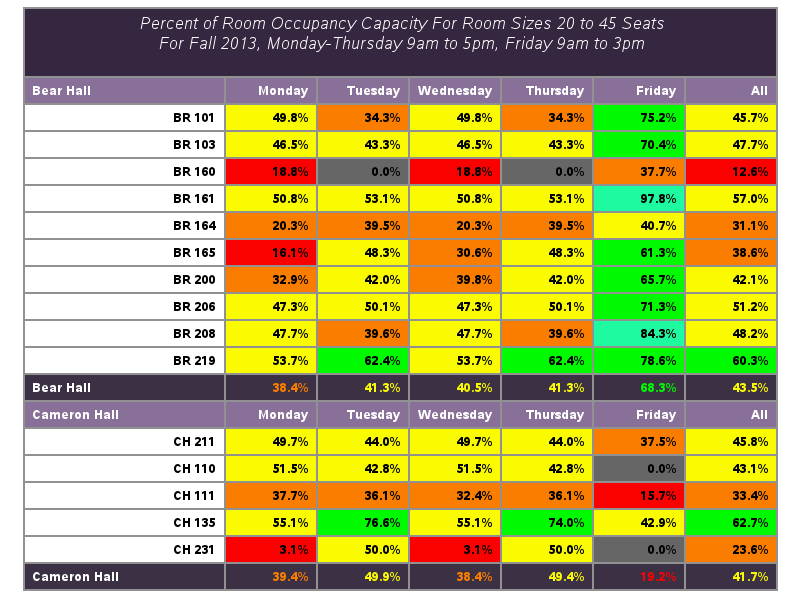 Percent of Room Occupancy Capacity For Room Sizes 20 to 45 Seats
For Fall 2013, Monday-Thursday 9am to 5pm, Friday 9am to 3pm
Bear Hall Monday Tuesday Wednesday Thursday Friday All
BR 101 49.8% 34.3% 49.8% 34.3% 75.2% 45.7%
BR 103 46.5% 43.3% 46.5% 43.3% 70.4% 47.7%
BR 160 18.8% 0.0% 18.8% 0.0% 37.7% 12.6%
BR 161 50.8% 53.1% 50.8% 53.1% 97.8% 57.0%
BR 164 20.3% 39.5% 20.3% 39.5% 40.7% 31.1%
BR 165 16.1% 48.3% 30.6% 48.3% 61.3% 38.6%
BR 200 32.9% 42.0% 39.8% 42.0% 65.7% 42.1%
BR 206 47.3% 50.1% 47.3% 50.1% 71.3% 51.2%
BR 208 47.7% 39.6% 47.7% 39.6% 84.3% 48.2%
BR 219 53.7% 62.4% 53.7% 62.4% 78.6% 60.3%
Bear Hall 38.4% 41.3% 40.5% 41.3% 68.3% 43.5%
Cameron Hall Monday Tuesday Wednesday Thursday Friday All
CH 211 49.7% 44.0% 49.7% 44.0% 37.5% 45.8%
CH 110 51.5% 42.8% 51.5% 42.8% 0.0% 43.1%
CH 111 37.7% 36.1% 32.4% 36.1% 15.7% 33.4%
CH 135 55.1% 76.6% 55.1% 74.0% 42.9% 62.7%
CH 231 3.1% 50.0% 3.1% 50.0% 0.0% 23.6%
Cameron Hall 39.4% 49.9% 38.4% 49.4% 19.2% 41.7%